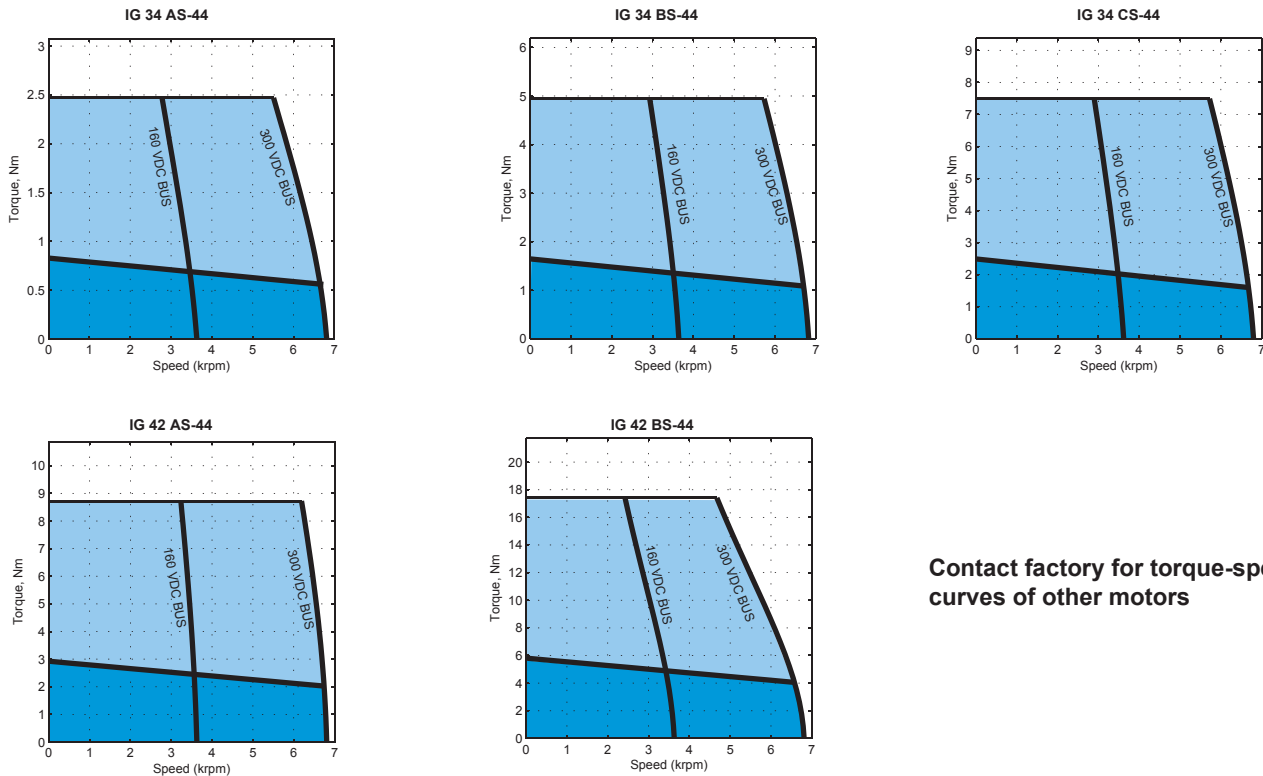 IG 34 AS-44
3
2.5
2
1.5
1
0.5
0
Torque, Nm
160 VDC BUS
300 VDC BUS
0 1 2 3 4 5 6 7
Speed (krpm)
IG 34 BS-44
6
5
4
3
2
1
0
Torque, Nm
160 VDC BUS
300 VDC BUS
0 1 2 3 4 5 6 7
Speed (krpm)
IG 34 CS-44
9
8
7
6
5
4
3
2
1
0
Torque, Nm
160 VDC BUS
300 VDC BUS
0 1 2 3 4 5 6 7
Speed (krpm)
IG 42 AS-44
10
9
8
7
6
5
4
3
2
1
0
Torque, Nm
160 VDC BUS
300 VDC BUS
0 1 2 3 4 5 6 7
Speed (krpm)
IG 42 BS-44
20
18
16
14
12
10
8
6
4
2
0
Torque, Nm
160 VDC BUS
300 VDC BUS
0 1 2 3 4 5 6 7
Speed (krpm)
Contact factory for torque-spe
curves of other motors